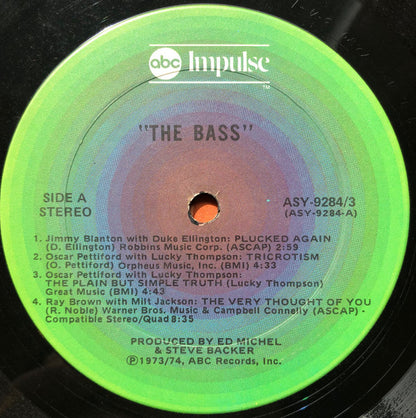 abc Impulse
TM
"THE BASS"
SIDE A
STEREO
ASY-9284/3
(ASY-9284-A)
1. Jimmy Blanton with Duke Ellington: PLUCKED AGAIN
(D. Ellington) Robbins Music Corp. (ASCAP) 2:59
2. Oscar Pettiford with Lucky Thompson: TRICROTISM
(O. Pettiford) Orpheus Music, Inc. (BMI) 4:33
3. Oscar Pettiford with Lucky Thompson:
THE PLAIN BUT SIMPLE TRUTH (Lucky Thompson)
Great Music (BMI) 4:43
4. Ray Brown with Milt Jackson: THE VERY THOUGHT OF YOU
(R. Noble) Warner Bros. Music & Campbell Connelly (ASCAP)-
Compatible Stereo/Quad 8:35
PRODUCED BY ED MICHEL
& STEVE BACKER
Ⓟ1973/74, ABC Records, Inc.